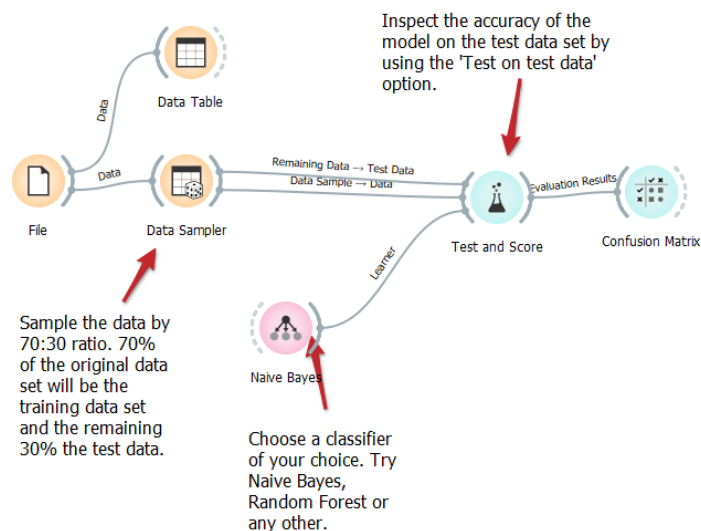 Inspect the accuracy of the
model on the test data set by
using the 'Test on test data'
option.
Data Table
Data
Data
Remaining Data → Test Data
Data Sample → Data
Evaluation Results
File
Data Sampler
Test and Score
Confusion Matrix
Learner
Naive Bayes
Sample the data by
70:30 ratio. 70%
of the original data
set will be the
training data set
and the remaining
30% the test data.
Choose a classifier
of your choice. Try
Naive Bayes,
Random Forest or
any other.